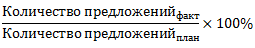 Количество предложений факт
× 100%
Количество предложений план